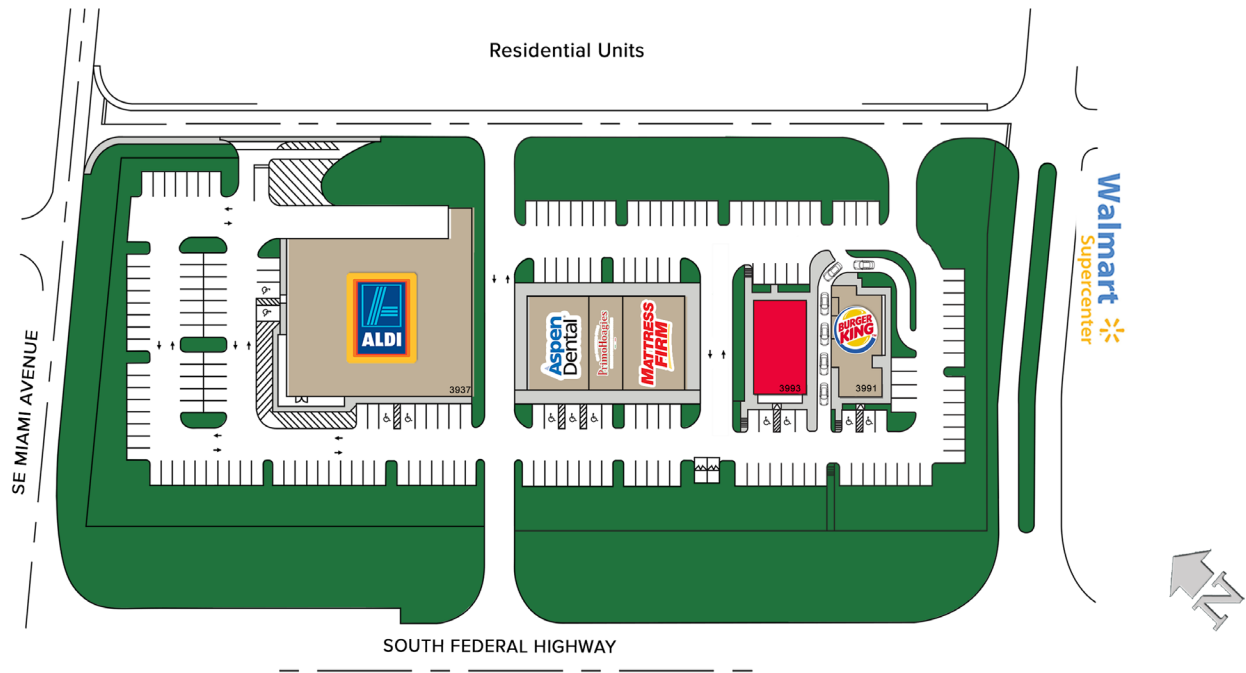 Residential Units
Walmart
Supercenter
SE MIAMI AVENUE
ALDI
3937
Aspen
Dental
PrimoHoagies
MATTRESS
FIRM
BURGER
KING
3993
3991
N
SOUTH FEDERAL HIGHWAY